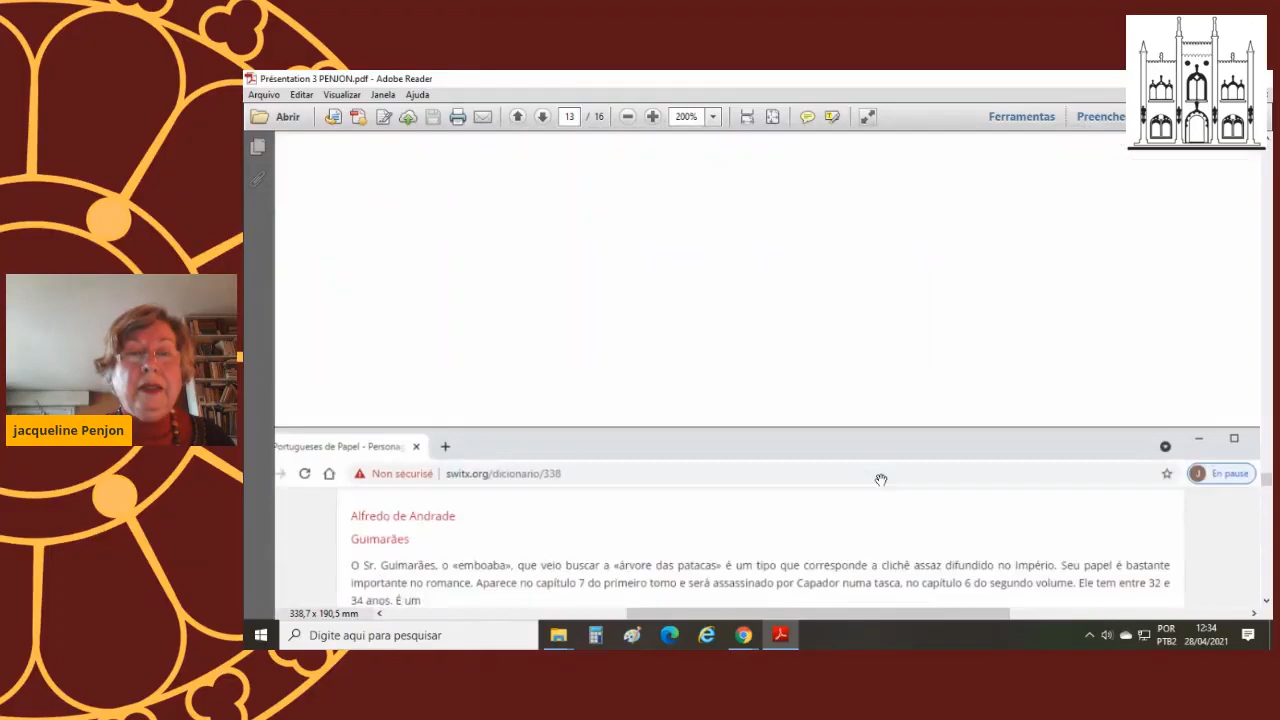 Présentation 3 PENJON.pdf - Adobe Reader
Arquivo Editar Visualizar Janela Ajuda
Abrir 13 / 16 200% Ferramentas Preenche
jacqueline Penjon
Portugueses de Papel - Persona
Non sécurisé switx.org/dicionario/338 J En pause
Alfredo de Andrade
Guimarães
O Sr. Guimarães, o «emboaba», que veio buscar a «árvore das patacas» é um tipo que corresponde a clichê assaz difundido no Império. Seu papel é bastante
importante no romance. Aparece no capítulo 7 do primeiro tomo e será assassinado por Capador numa tasca, no capítulo 6 do segundo volume. Ele tem entre 32 e
34 anos. É um
338,7 x 190,5 mm
Digite aqui para pesquisar
POR 12:34
PTB2 28/04/2021